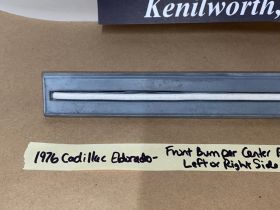 Kenilworth,
1976 Cadillac Eldorado- Front Bumper Center
Left or Right Side